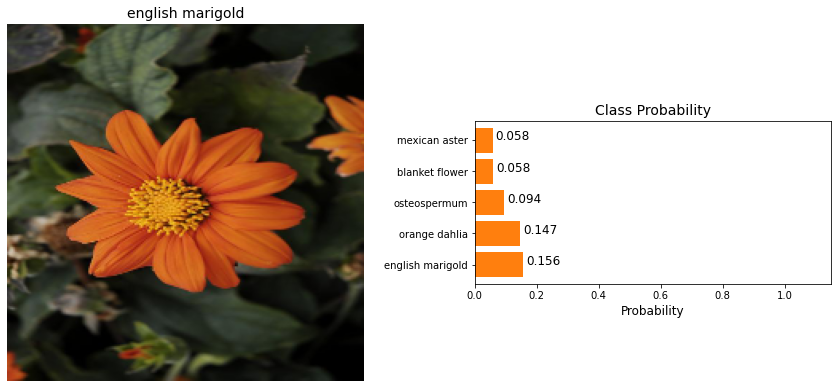 english marigold
Class Probability
mexican aster
0.058
blanket flower
0.058
osteospermum
0.094
orange dahlia
0.147
english marigold
0.156
0.0 0.2 0.4 0.6 0.8 1.0
Probability